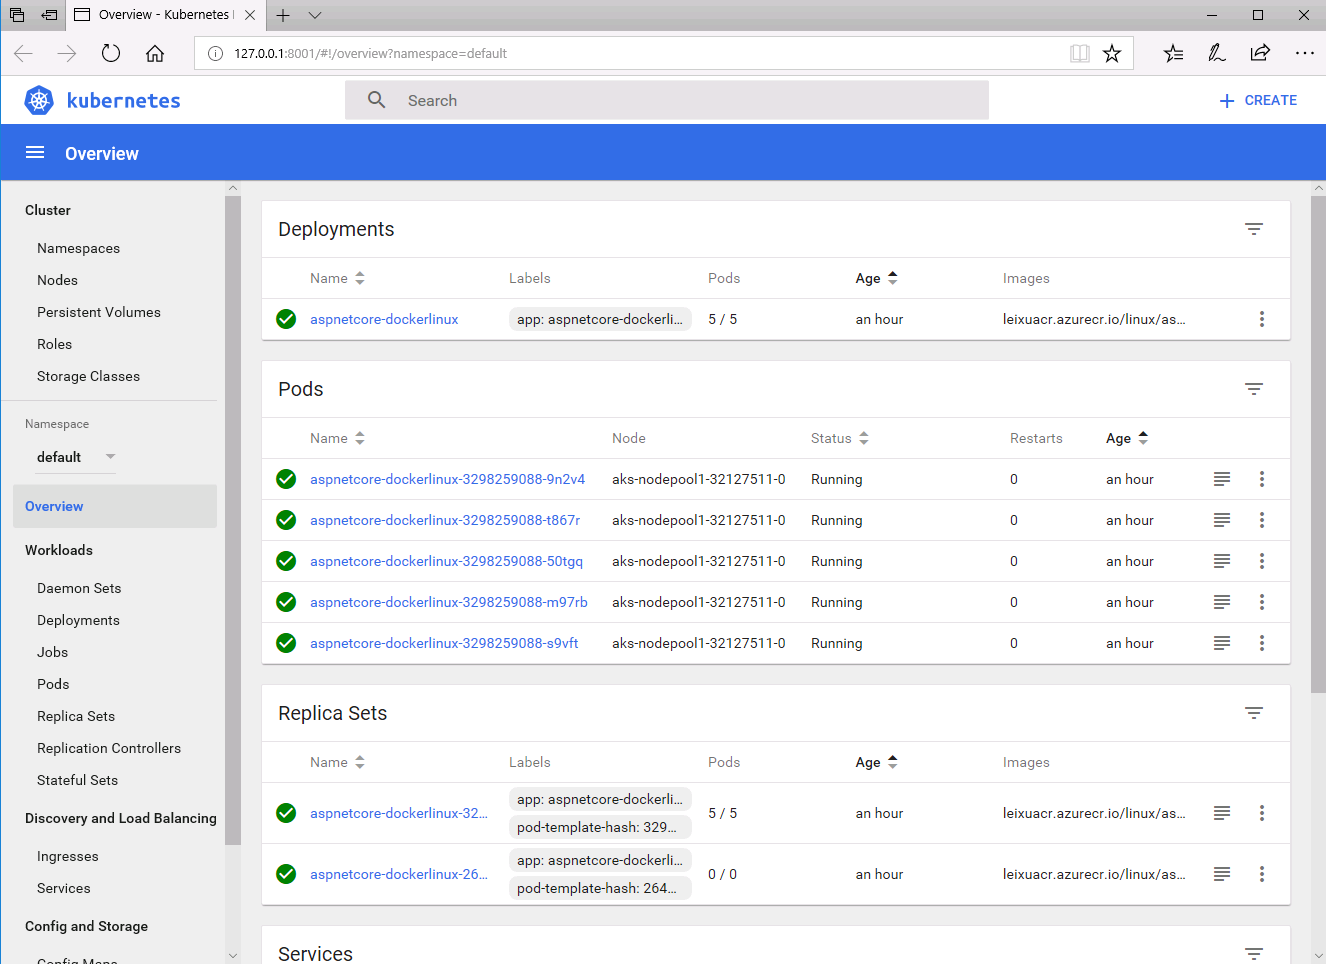 Overview - Kubernetes
127.0.0.1:8001/#!/overview?namespace=default
kubernetes
Search
CREATE
Overview
Cluster
Namespaces
Nodes
Persistent Volumes
Roles
Storage Classes
Namespace
default
Overview
Workloads
Daemon Sets
Deployments
Jobs
Pods
Replica Sets
Replication Controllers
Stateful Sets
Discovery and Load Balancing
Ingresses
Services
Config and Storage
Config Maps
Deployments
Name Labels Pods Age Images
aspnetcore-dockerlinux app: aspnetcore-dockerli... 5 / 5 an hour leixuacr.azurecr.io/linux/as...
Pods
Name Node Status Restarts Age
aspnetcore-dockerlinux-3298259088-9n2v4 aks-nodepool1-32127511-0 Running 0 an hour
aspnetcore-dockerlinux-3298259088-t867r aks-nodepool1-32127511-0 Running 0 an hour
aspnetcore-dockerlinux-3298259088-50tgq aks-nodepool1-32127511-0 Running 0 an hour
aspnetcore-dockerlinux-3298259088-m97rb aks-nodepool1-32127511-0 Running 0 an hour
aspnetcore-dockerlinux-3298259088-s9vft aks-nodepool1-32127511-0 Running 0 an hour
Replica Sets
Name Labels Pods Age Images
aspnetcore-dockerlinux-32... app: aspnetcore-dockerli... 5 / 5 an hour leixuacr.azurecr.io/linux/as...
pod-template-hash: 329...
aspnetcore-dockerlinux-26... app: aspnetcore-dockerli... 0 / 0 an hour leixuacr.azurecr.io/linux/as...
pod-template-hash: 264...
Services